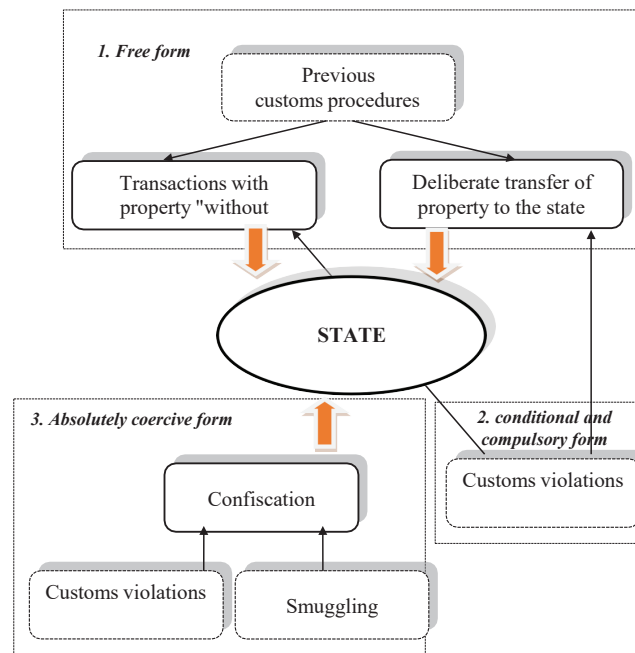 1. Free form
Previous
customs procedures
Transactions with
property "without
Deliberate transfer of
property to the state
STATE
3. Absolutely coercive form
2. conditional and
compulsory form
Confiscation
Customs violations
Customs violations
Smuggling